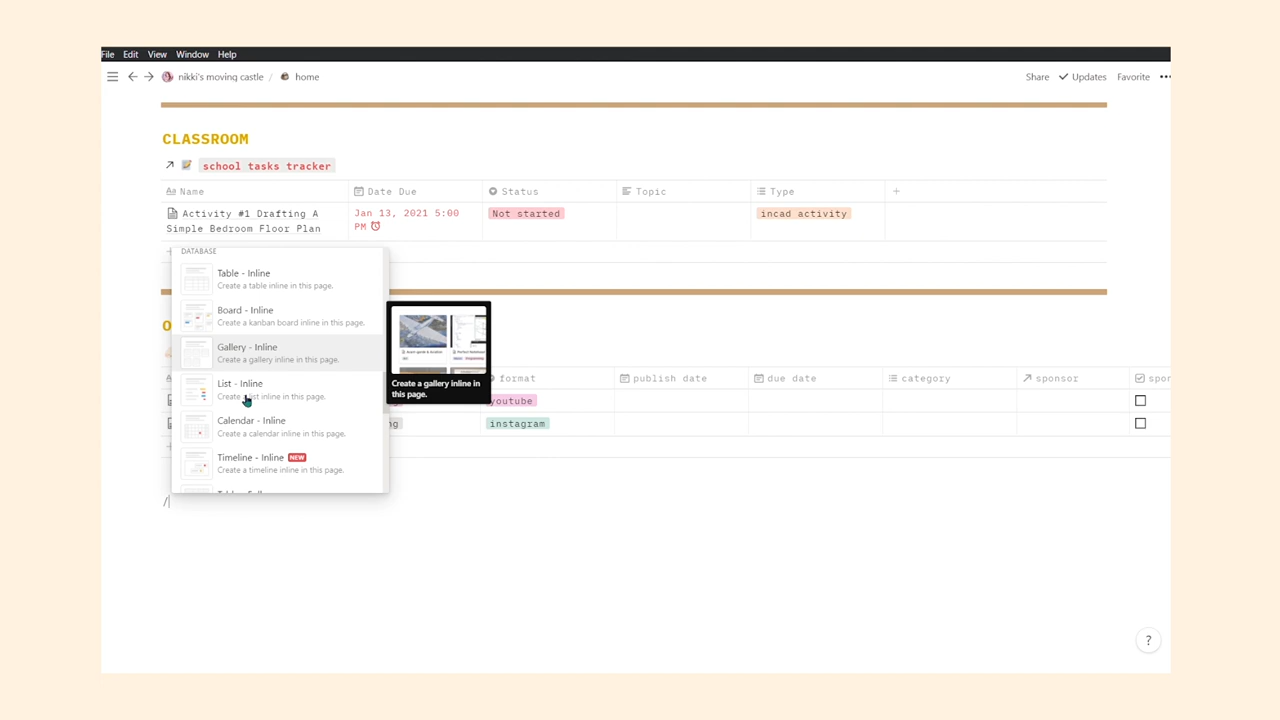 File Edit View Window Help
nikki's moving castle / home Share Updates Favorite •••
CLASSROOM
school tasks tracker
Aa Name Date Due Status Topic Type +
Activity #1 Drafting A Simple Bedroom Floor Plan Jan 13, 2021 5:00 PM Not started incad activity
DATABASE
Table - Inline
Create a table inline in this page.
Board - Inline
Create a kanban board inline in this page.
Gallery - Inline
Create a gallery inline in this page.
List - Inline
Create a list inline in this page.
Calendar - Inline
Create a calendar inline in this page.
Timeline - Inline NEW
Create a timeline inline in this page.
Create a gallery inline in
this page.
format publish date due date category sponsor
youtube
instagram
/
?